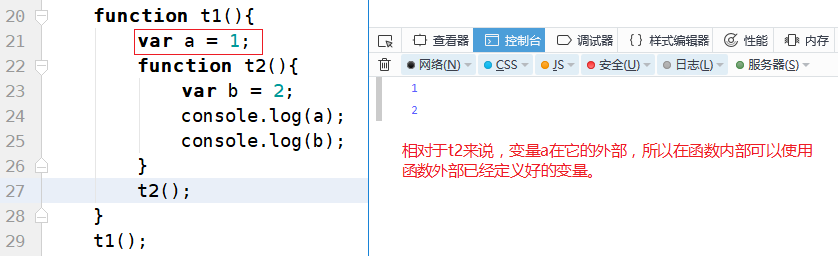 20 function t1(){
21 var a = 1;
22 function t2(){
23 var b = 2;
24 console.log(a);
25 console.log(b);
26 }
27 t2();
28 }
29 t1();
查看器 控制台 调试器 {} 样式编辑器 性能 内存
网络(N) CSS JS 安全(U) 日志(L) 服务器(S)
1
2
相对于t2来说，变量a在它的外部，所以在函数内部可以使用
函数外部已经定义好的变量。